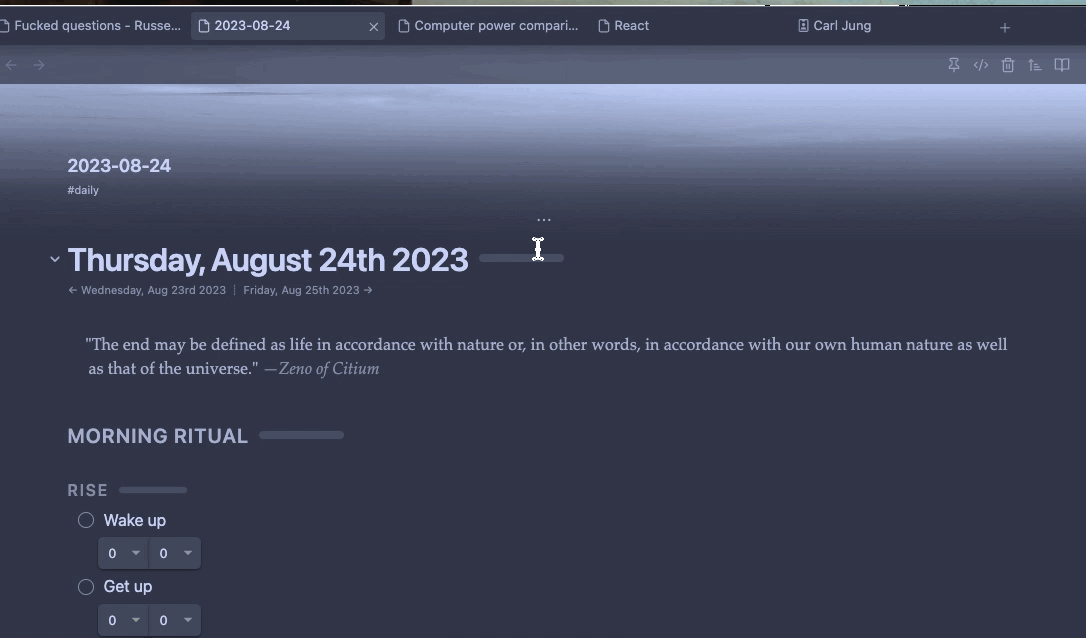 Fucked questions - Russe...
2023-08-24
Computer power compari...
React
Carl Jung
2023-08-24
#daily
...
Thursday, August 24th 2023
← Wednesday, Aug 23rd 2023 | Friday, Aug 25th 2023 →
"The end may be defined as life in accordance with nature or, in other words, in accordance with our own human nature as well
as that of the universe." —Zeno of Citium
MORNING RITUAL
RISE
Wake up
0 0
Get up
0 0